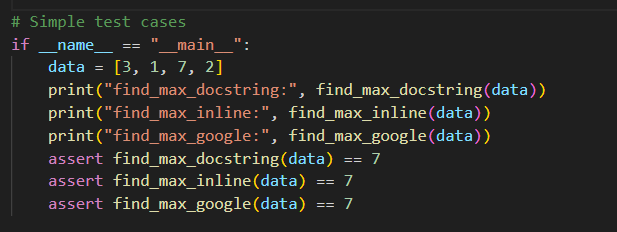 # Simple test cases
if __name__ == "__main__":
    data = [3, 1, 7, 2]
    print("find_max_docstring:", find_max_docstring(data))
    print("find_max_inline:", find_max_inline(data))
    print("find_max_google:", find_max_google(data))
    assert find_max_docstring(data) == 7
    assert find_max_inline(data) == 7
    assert find_max_google(data) == 7